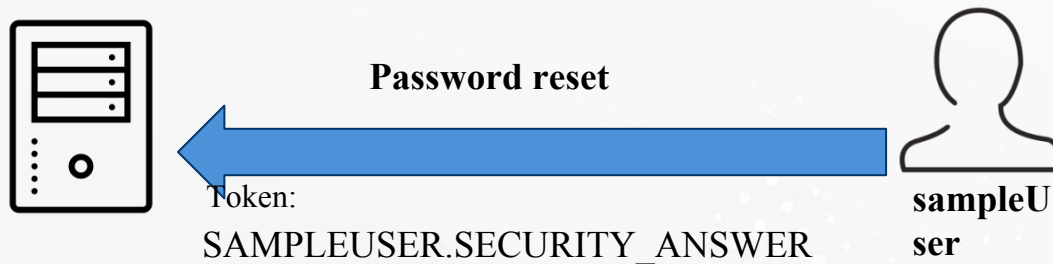 Password reset
Token:
SAMPLEUSER.SECURITY_ANSWER
sampleU
ser